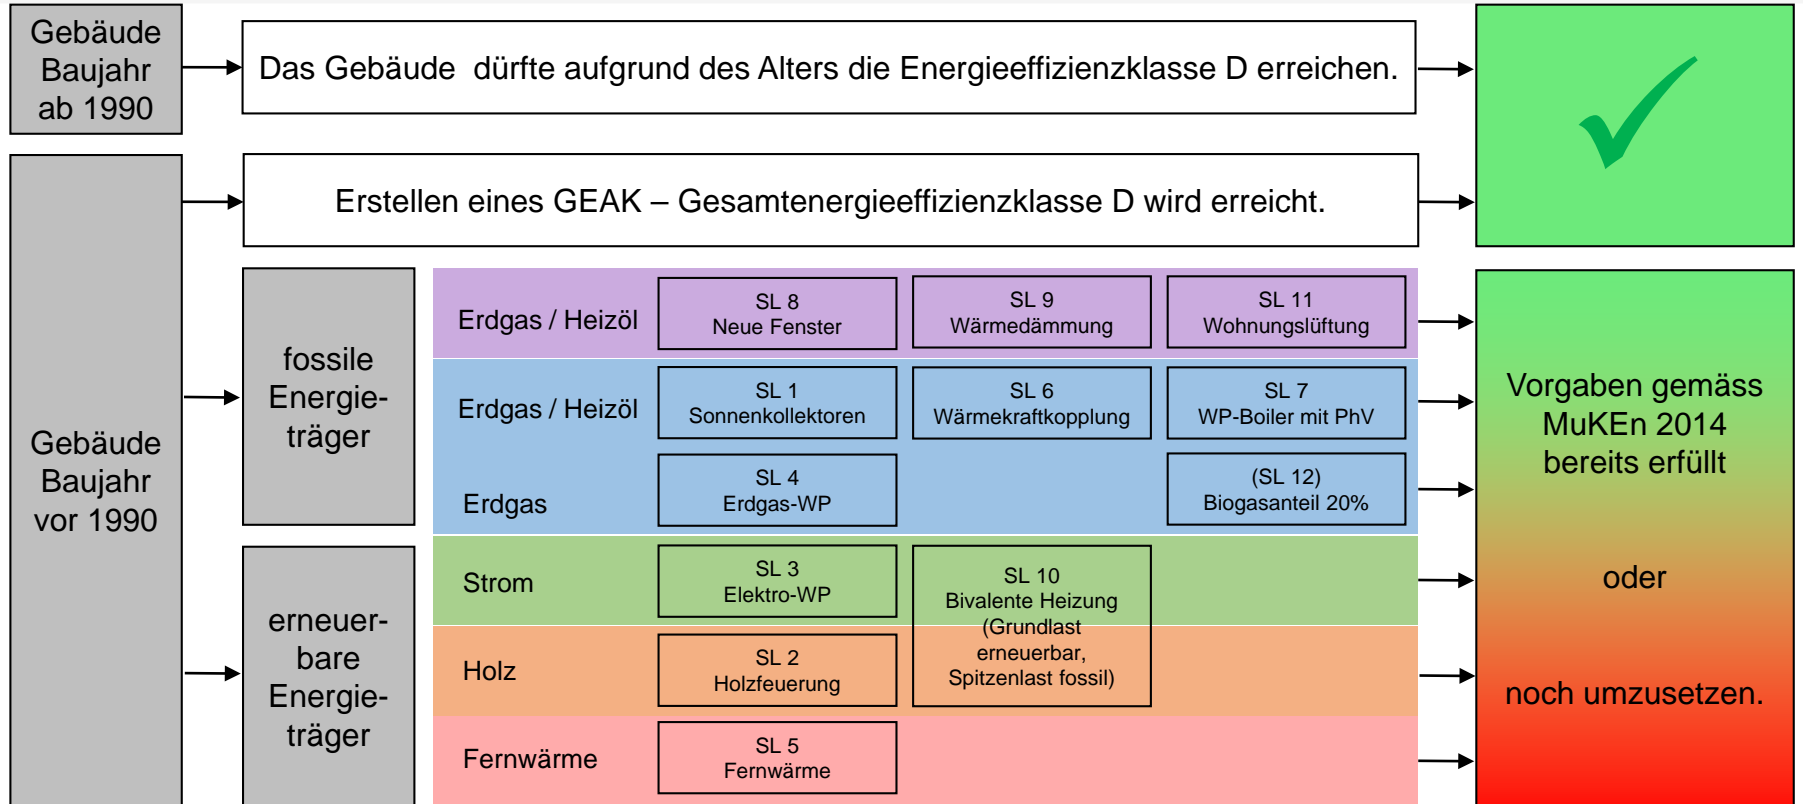 Gebäude
Baujahr
ab 1990
Das Gebäude dürfte aufgrund des Alters die Energieeffizienzklasse D erreichen.
Gebäude
Baujahr
vor 1990
Erstellen eines GEAK – Gesamtenergieeffizienzklasse D wird erreicht.
fossile
Energie-
träger
Erdgas / Heizöl
SL 8
Neue Fenster
SL 9
Wärmedämmung
SL 11
Wohnungslüftung
Erdgas / Heizöl
SL 1
Sonnenkollektoren
SL 6
Wärmekraftkopplung
SL 7
WP-Boiler mit PhV
Erdgas
SL 4
Erdgas-WP
(SL 12)
Biogasanteil 20%
erneuer-
bare
Energie-
träger
Strom
SL 3
Elektro-WP
SL 10
Bivalente Heizung
(Grundlast
erneuerbar,
Spitzenlast fossil)
Holz
SL 2
Holzfeuerung
Fernwärme
SL 5
Fernwärme
Vorgaben gemäss
MuKEn 2014
bereits erfüllt
oder
noch umzusetzen.